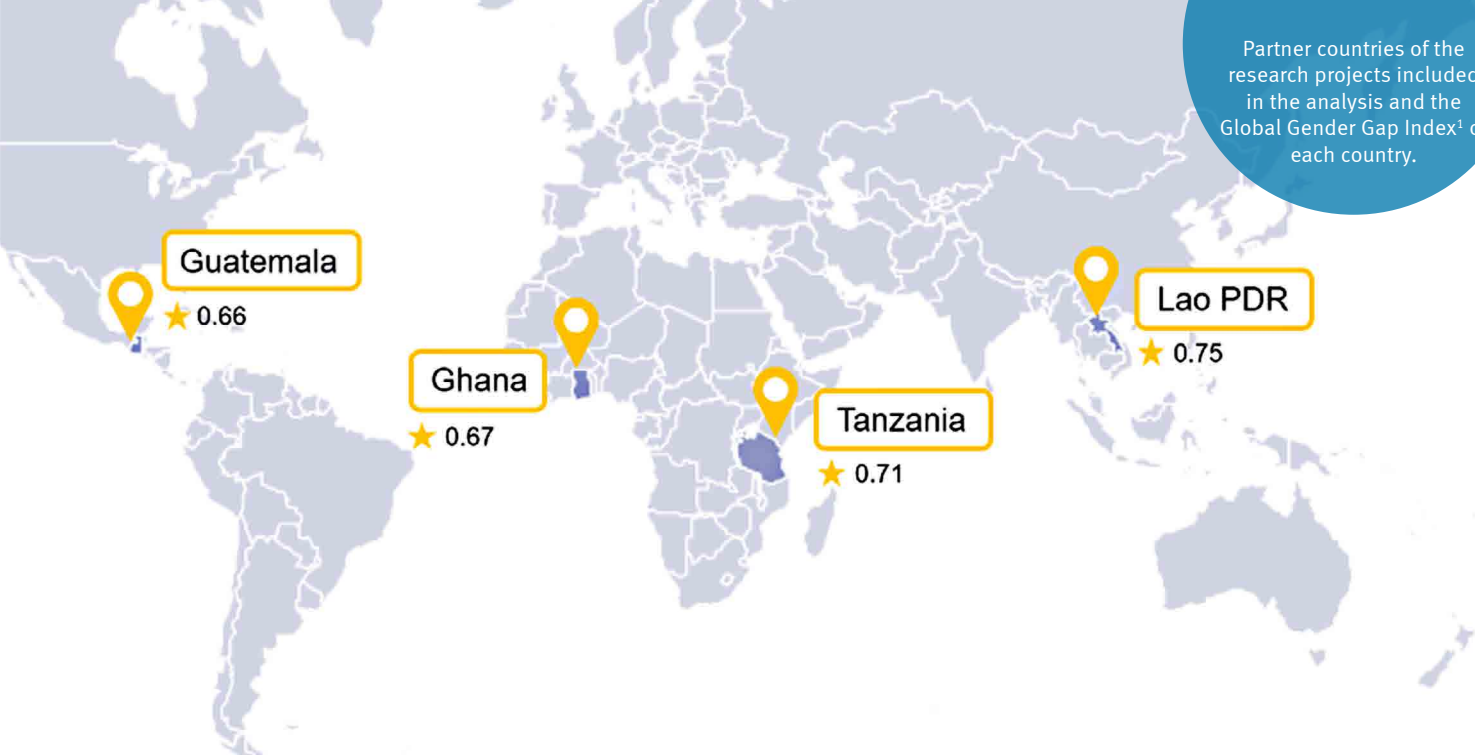 Partner countries of the
research projects included
in the analysis and the
Global Gender Gap Index¹
each country.
Guatemala
0.66
Lao PDR
0.75
Ghana
0.67
Tanzania
0.71